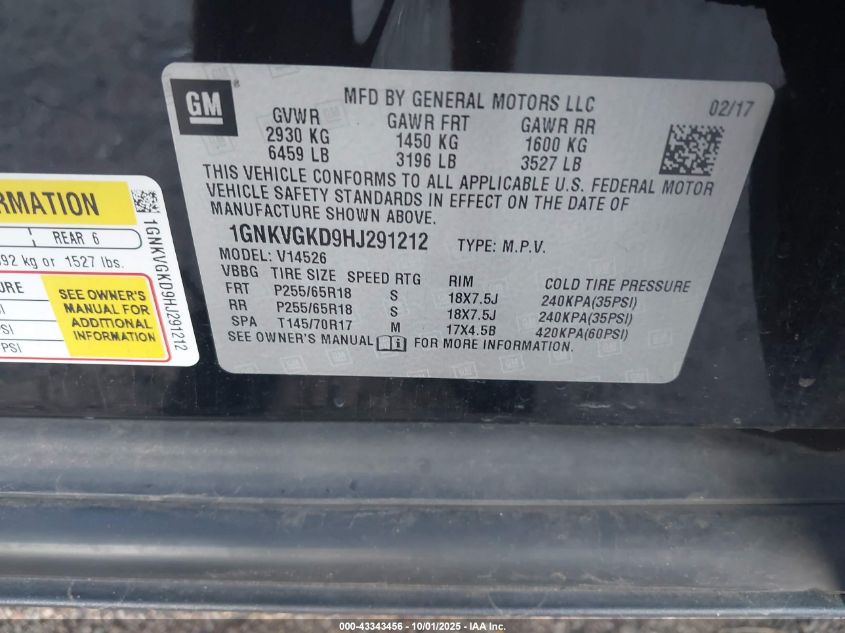 GM
MFD BY GENERAL MOTORS LLC
02/17
GVWR GAWR FRT GAWR RR
2930 KG 1450 KG 1600 KG
6459 LB 3196 LB 3527 LB
THIS VEHICLE CONFORMS TO ALL APPLICABLE U.S. FEDERAL MOTOR
VEHICLE SAFETY STANDARDS IN EFFECT ON THE DATE OF
MANUFACTURE SHOWN ABOVE.
1GNKVGKD9HJ291212 TYPE: M.P.V.
MODEL: V14526
VBBG TIRE SIZE SPEED RTG RIM COLD TIRE PRESSURE
FRT P255/65R18 S 18X7.5J 240KPA(35PSI)
RR P255/65R18 S 18X7.5J 240KPA(35PSI)
SPA T145/70R17 M 17X4.5B 420KPA(60PSI)
SEE OWNER'S MANUAL FOR MORE INFORMATION.
RMATION
REAR 6
92 kg or 1527 lbs.
URE
SEE OWNER'S
MANUAL FOR
ADDITIONAL
INFORMATION
SI
PSI
PSI
1GNKVGKD9HJ291212
000-43343456 - 10/01/2025 - IAA Inc.